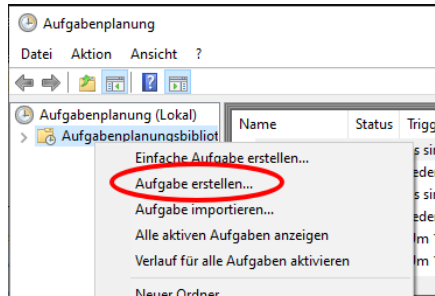 Aufgabenplanung
Datei Aktion Ansicht ?
Aufgabenplanung (Lokal)
Aufgabenplanungsbibliot
Name Status Trigg
Einfache Aufgabe erstellen...
Aufgabe erstellen...
Aufgabe importieren...
Alle aktiven Aufgaben anzeigen
Verlauf für alle Aufgaben aktivieren
Neuer Ordner